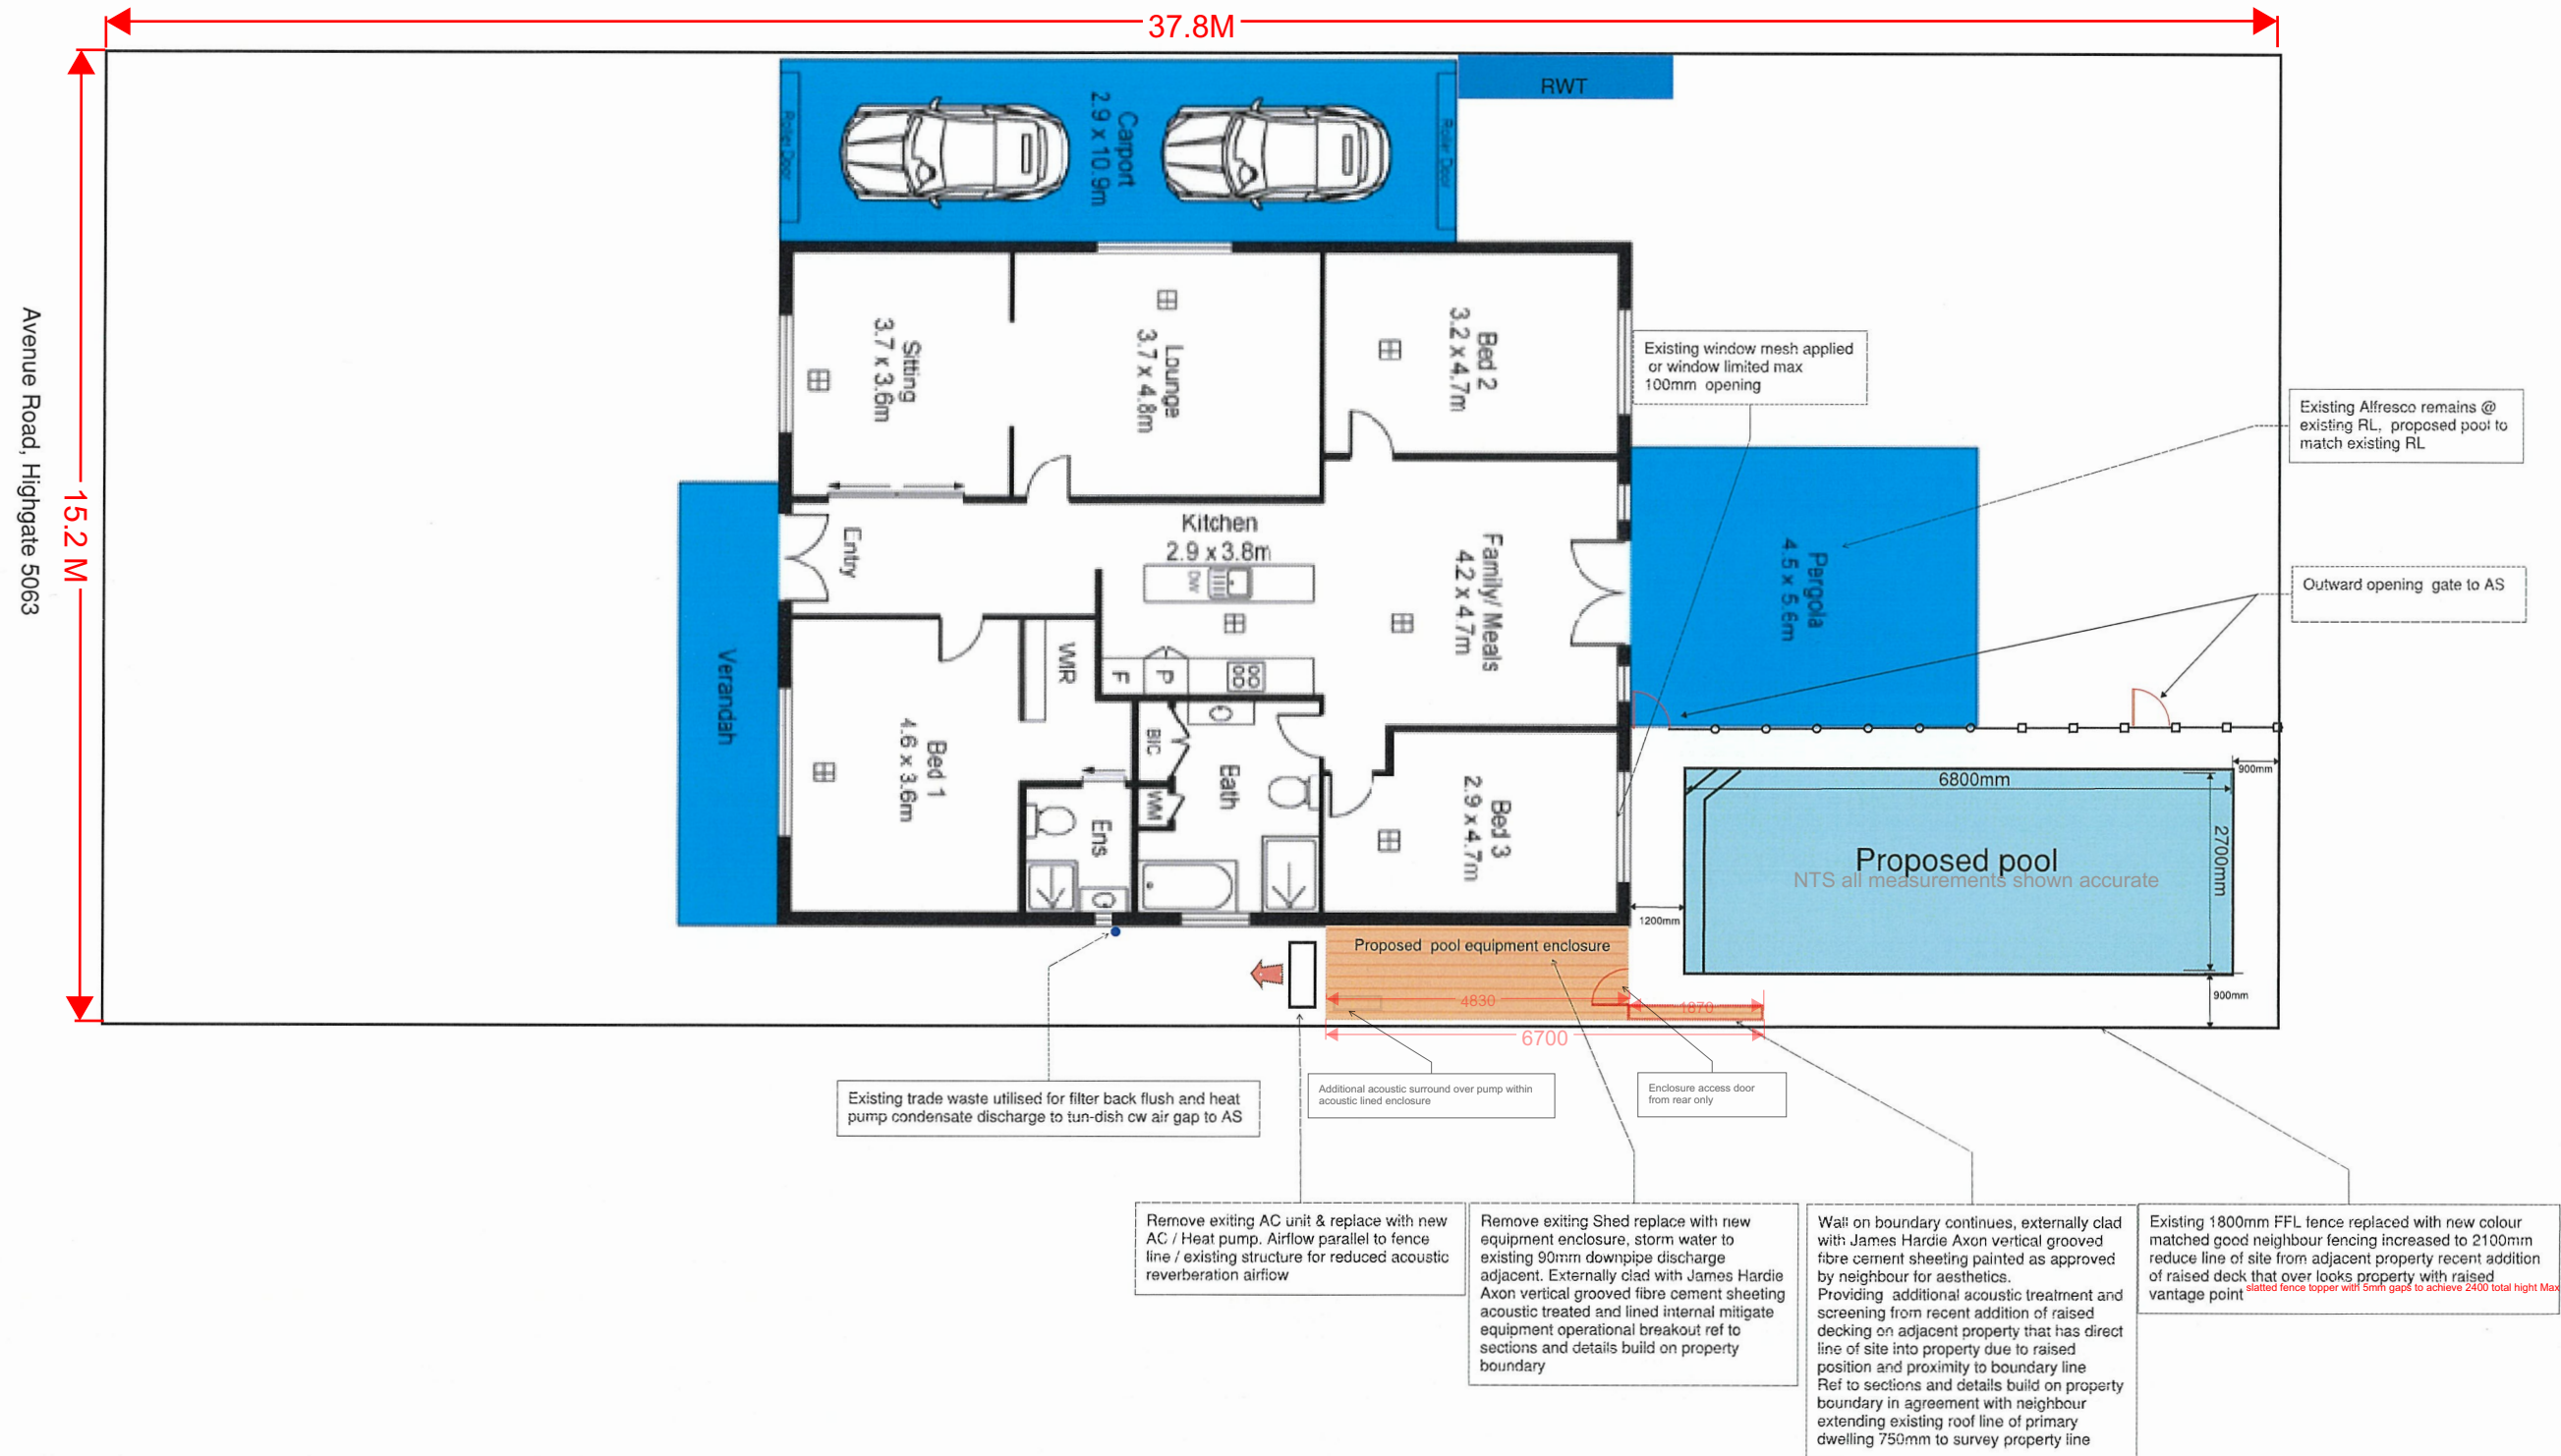 37.8M
15.2 M
Avenue Road, Highgate 5063
RWT
Roller Door
Carport
2.9 x 10.9m
Roller Door
Sitting
3.7 x 3.6m
Lounge
3.7 x 4.8m
Bed 2
3.2 x 4.7m
Existing window mesh applied
or window limited max
100mm opening
Existing Alfresco remains @
existing RL, proposed pool to
match existing RL
Outward opening gate to AS
Entry
Kitchen
2.9 x 3.8m
DW
Family/ Meals
4.2 x 4.7m
Pergola
4.5 x 5.6m
Verandah
WIR
F
P
Bed 1
4.6 x 3.6m
BIC
WM
Bath
Ens
Bed 3
2.9 x 4.7m
6800mm
900mm
2700mm
Proposed pool
NTS all measurements shown accurate
1200mm
900mm
Proposed pool equipment enclosure
4830
1870
6700
Existing trade waste utilised for filter back flush and heat
pump condensate discharge to tun-dish cw air gap to AS
Additional acoustic surround over pump within
acoustic lined enclosure
Enclosure access door
from rear only
Remove exiting AC unit & replace with new
AC / Heat pump. Airflow parallel to fence
line / existing structure for reduced acoustic
reverberation airflow
Remove exiting Shed replace with new
equipment enclosure, storm water to
existing 90mm downpipe discharge
adjacent. Externally clad with James Hardie
Axon vertical grooved fibre cement sheeting
acoustic treated and lined internal mitigate
equipment operational breakout ref to
sections and details build on property
boundary
Wall on boundary continues, externally clad
with James Hardie Axon vertical grooved
fibre cement sheeting painted as approved
by neighbour for aesthetics.
Providing additional acoustic treatment and
screening from recent addition of raised
decking on adjacent property that has direct
line of site into property due to raised
position and proximity to boundary line
Ref to sections and details build on property
boundary in agreement with neighbour
extending existing roof line of primary
dwelling 750mm to survey property line
Existing 1800mm FFL fence replaced with new colour
matched good neighbour fencing increased to 2100mm
reduce line of site from adjacent property recent addition
of raised deck that over looks property with raised
vantage point slatted fence topper with 5mm gaps to achieve 2400 total hight Max